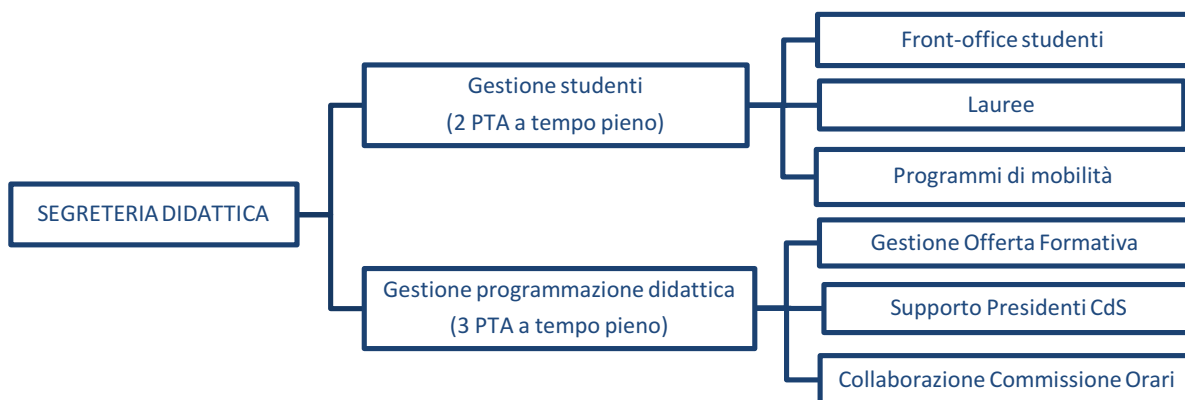 SEGRETERIA DIDATTICA
Gestione studenti
(2 PTA a tempo pieno)
Front-office studenti
Lauree
Programmi di mobilità
Gestione programmazione didattica
(3 PTA a tempo pieno)
Gestione Offerta Formativa
Supporto Presidenti CdS
Collaborazione Commissione Orari